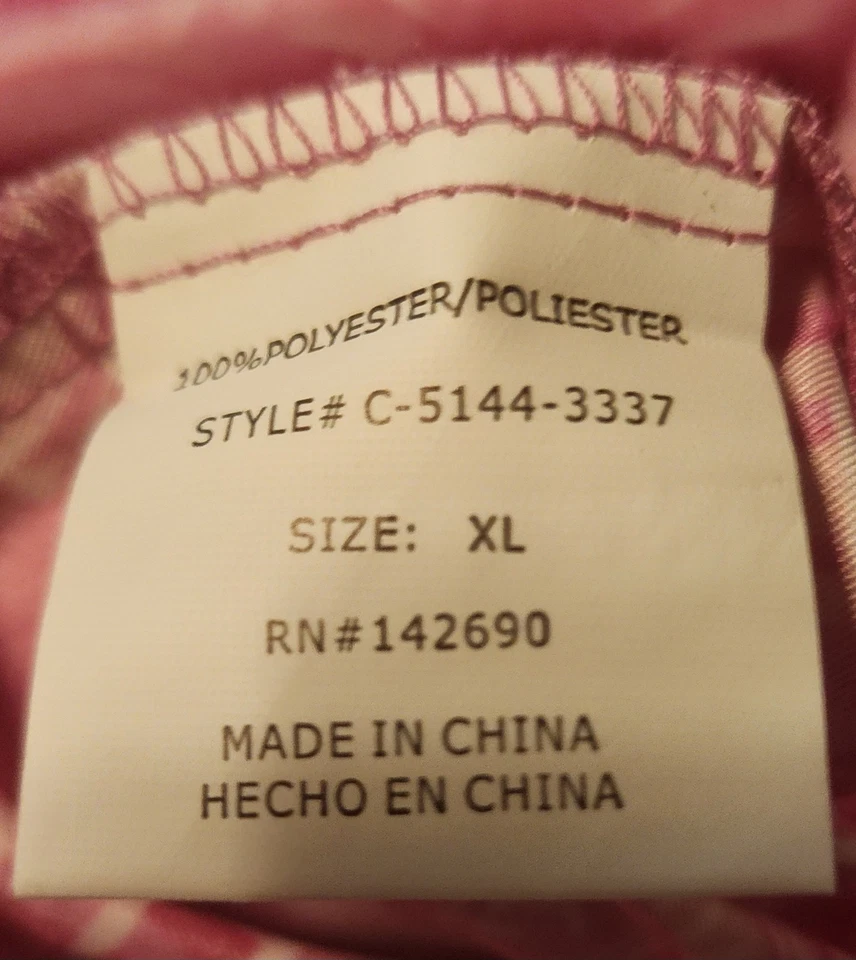 100%POLYESTER/POLIESTER
STYLE# C-5144-3337
SIZE: XL
RN#142690
MADE IN CHINA
HECHO EN CHINA